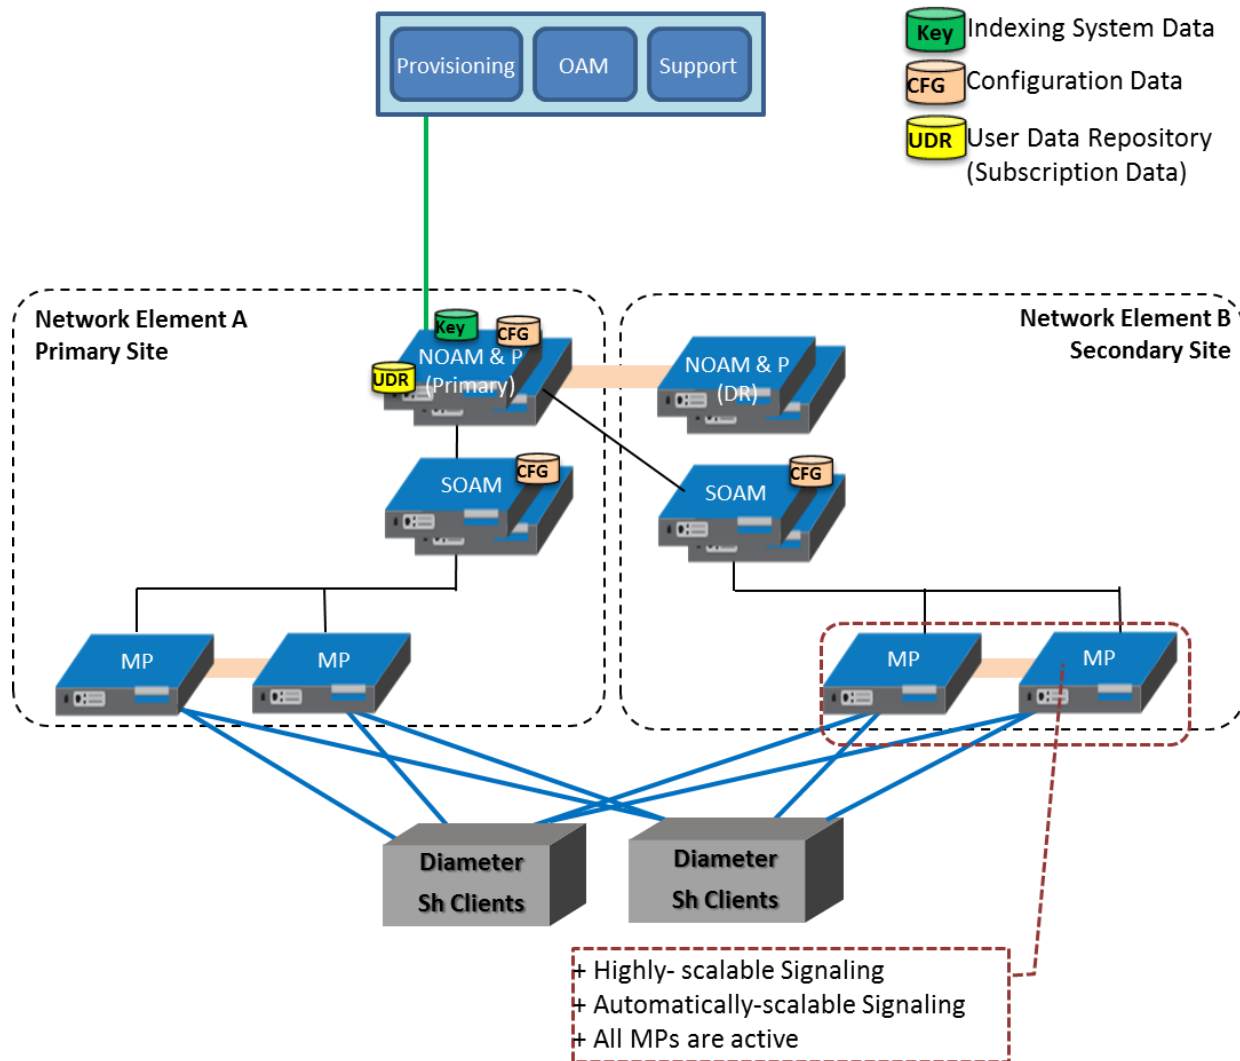 Provisioning
OAM
Support
Key
Indexing System Data
CFG
Configuration Data
UDR
User Data Repository
(Subscription Data)
Network Element A
Primary Site
Key
CFG
NOAM & P
UDR
(Primary)
NOAM & P
(DR)
Network Element B
Secondary Site
CFG
SOAM
CFG
SOAM
MP
MP
MP
MP
Diameter
Sh Clients
Diameter
Sh Clients
+ Highly- scalable Signaling
+ Automatically-scalable Signaling
+ All MPs are active